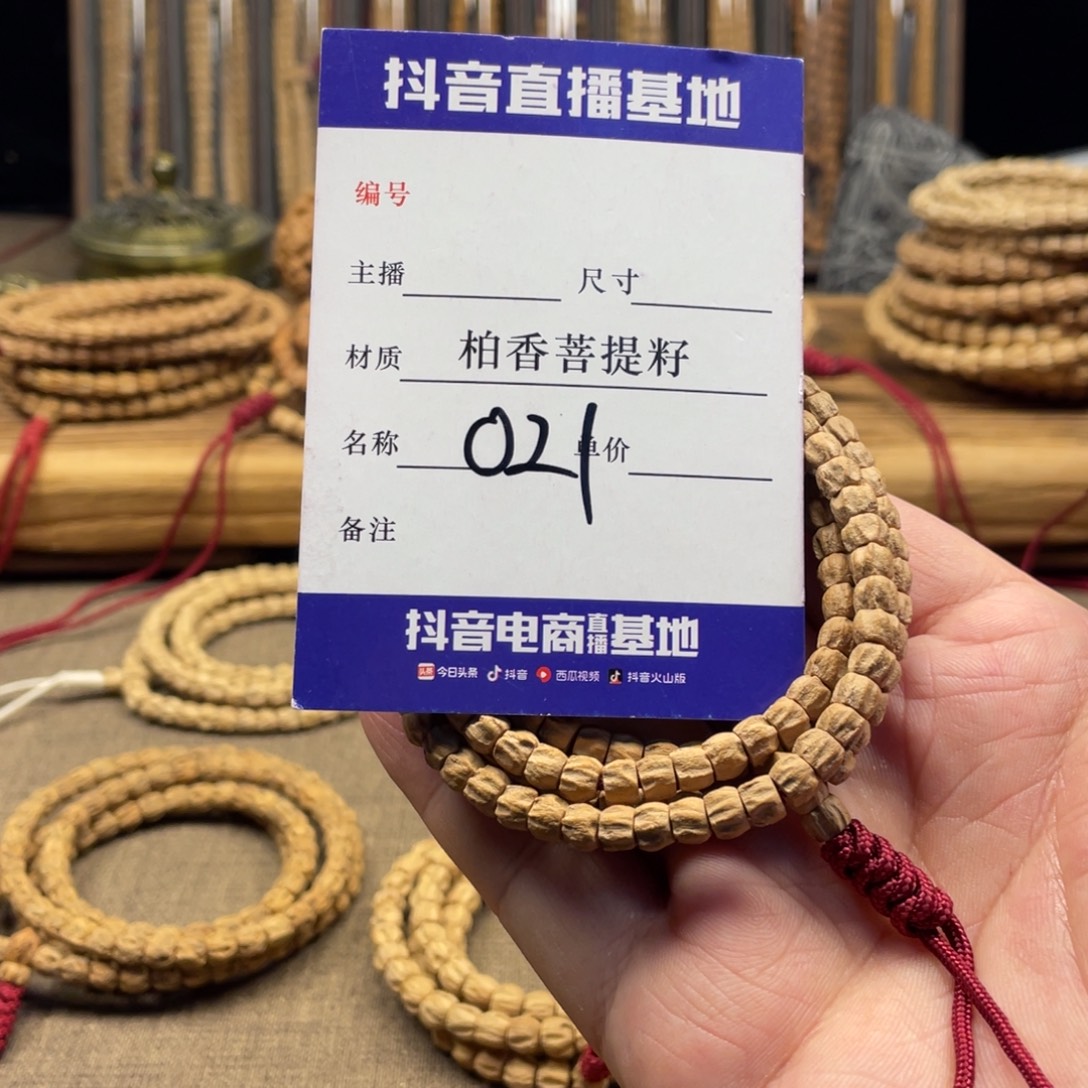 抖音直播基地
编号
主播 尺寸
材质 柏香菩提籽
名称 021 单价
备注
抖音电商直播基地
头条 今日头条 抖音 西瓜视频 抖音火山版